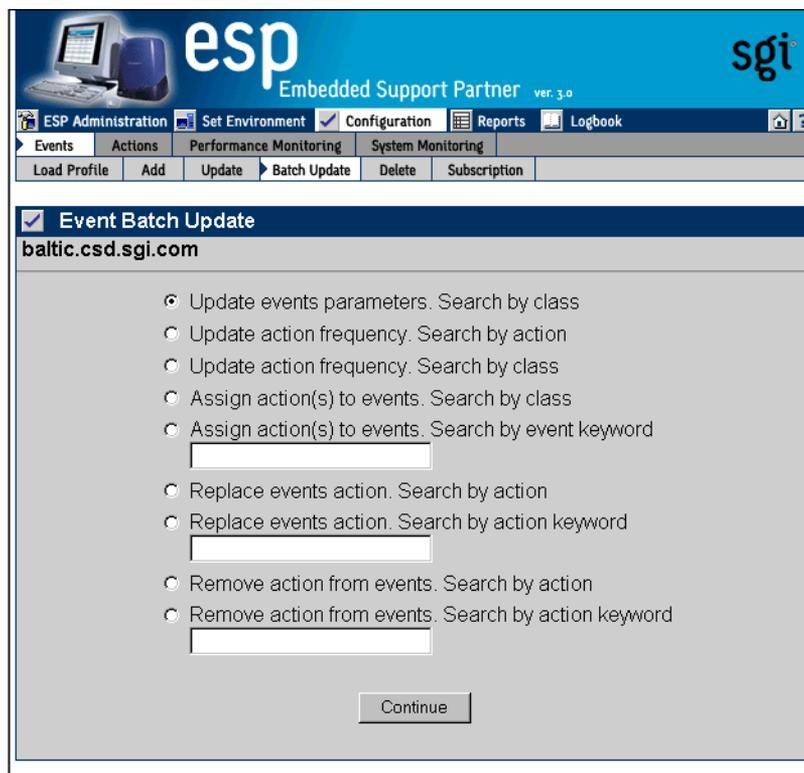 esp
sgi
Embedded Support Partner ver. 3.0
ESP Administration Set Environment Configuration Reports Logbook ?
Events Actions Performance Monitoring System Monitoring
Load Profile Add Update Batch Update Delete Subscription
Event Batch Update
baltic.csd.sgi.com
Update events parameters. Search by class
Update action frequency. Search by action
Update action frequency. Search by class
Assign action(s) to events. Search by class
Assign action(s) to events. Search by event keyword
Replace events action. Search by action
Replace events action. Search by action keyword
Remove action from events. Search by action
Remove action from events. Search by action keyword
Continue